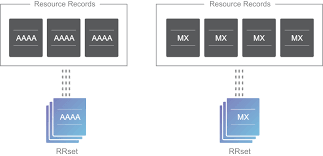 Resource Records
Resource Records
AAAA AAAA AAAA
MX MX MX MX
AAAA
MX
RRset
RRset